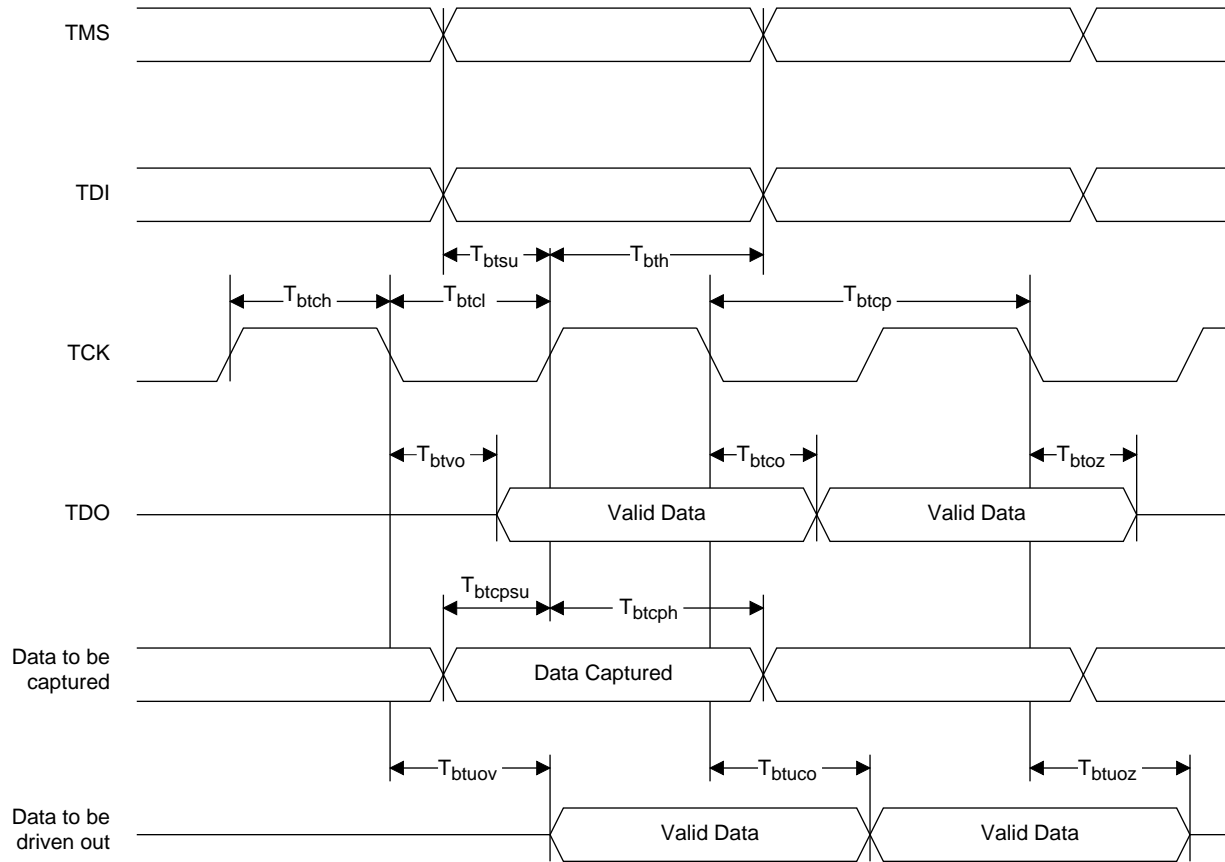 TMS
TDI
Tbtsu
Tbth
Tbtch
Tbtcl
Tbtcp
TCK
Tbtvo
Tbtco
Tbtoz
TDO
Valid Data
Valid Data
Tbtcpsu
Tbtcph
Data to be
captured
Data Captured
Tbtuov
Tbtuco
Tbtuoz
Data to be
driven out
Valid Data
Valid Data